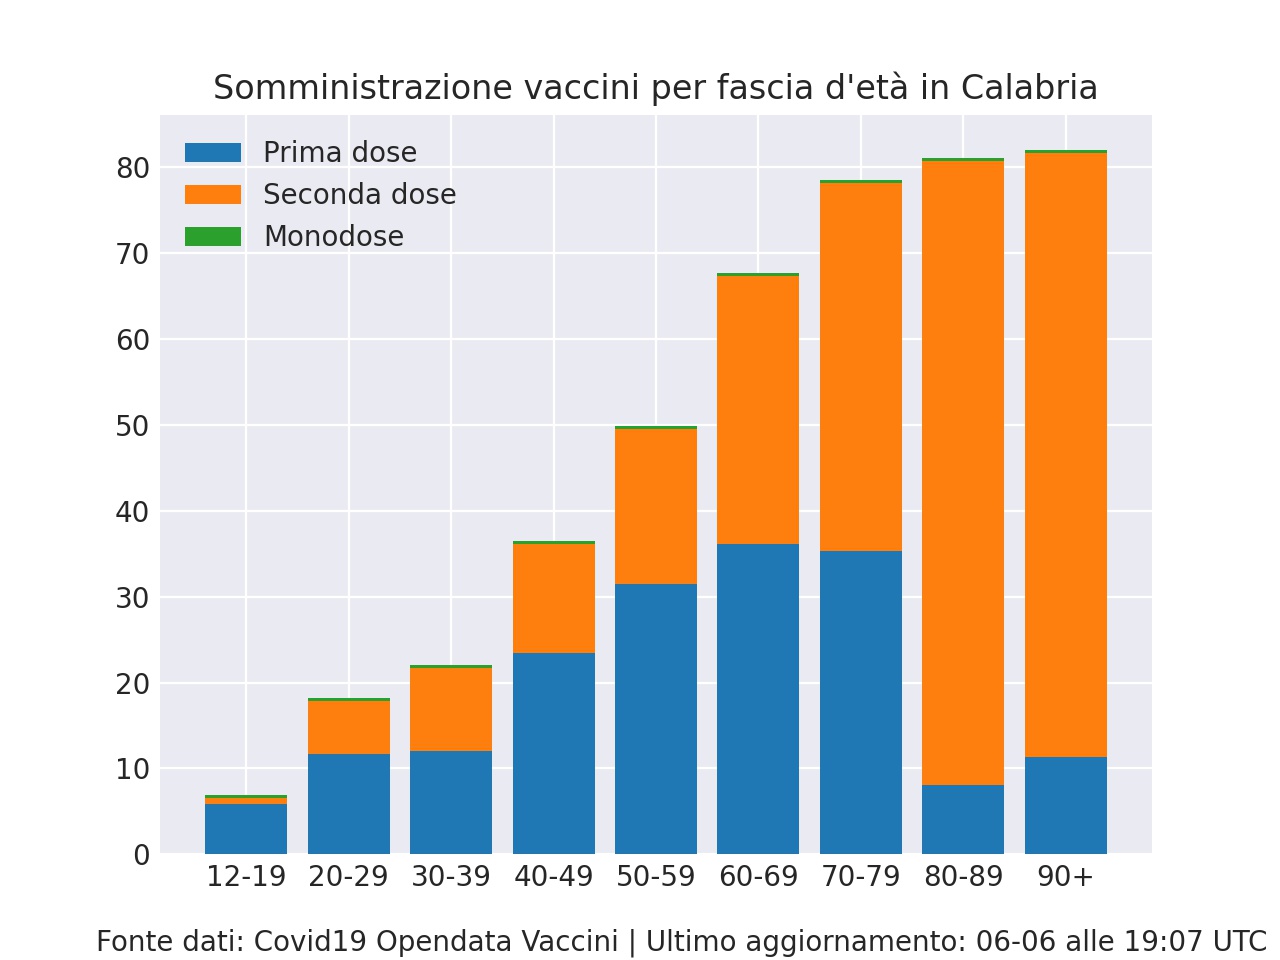 Somministrazione vaccini per fascia d'età in Calabria
Prima dose
Seconda dose
Monodose
80
70
60
50
40
30
20
10
0
12-19 20-29 30-39 40-49 50-59 60-69 70-79 80-89 90+
Fonte dati: Covid19 Opendata Vaccini | Ultimo aggiornamento: 06-06 alle 19:07 UTC